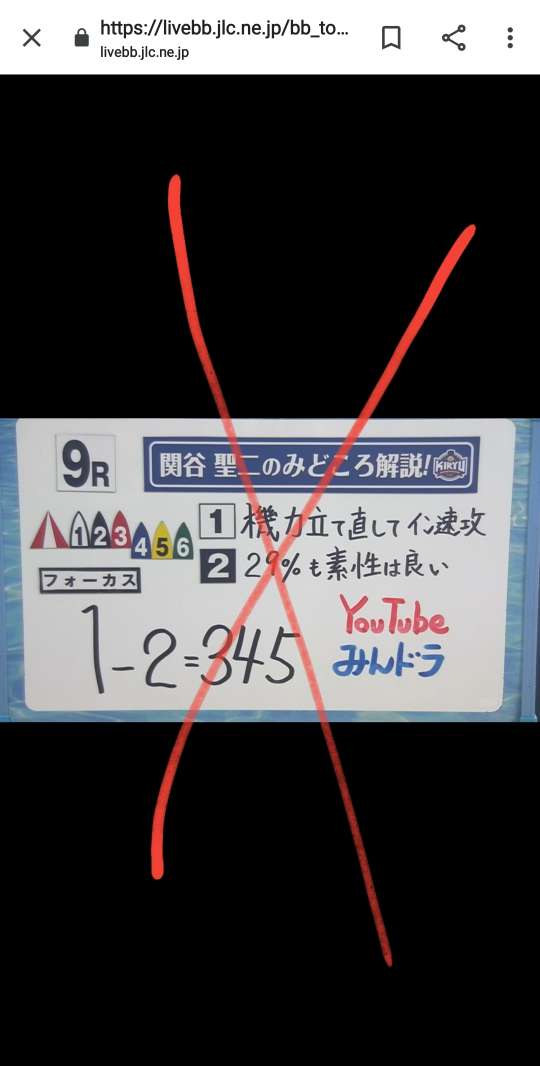 https://livebb.jlc.ne.jp/bb_to...
livebb.jlc.ne.jp
9R
関谷 聖二のみどころ解説!
KIRYU
1 2 3 4 5 6
1 機力立て直してイン速攻
2 29%も素性は良い
フォーカス
1-2=345
YouTube
みんドラ